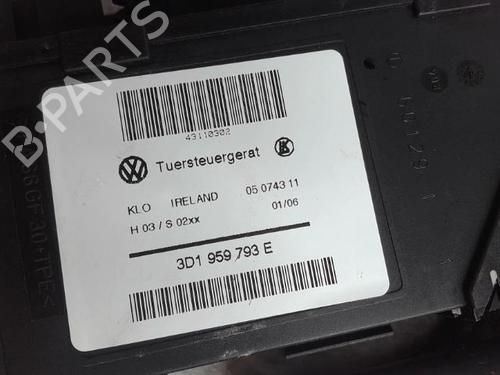 B-PARTS
43110302
Tuersteuergerat
KLO IRELAND 05 0743 11
H 03 / S 02xx 01/06
3D1 959 793 E